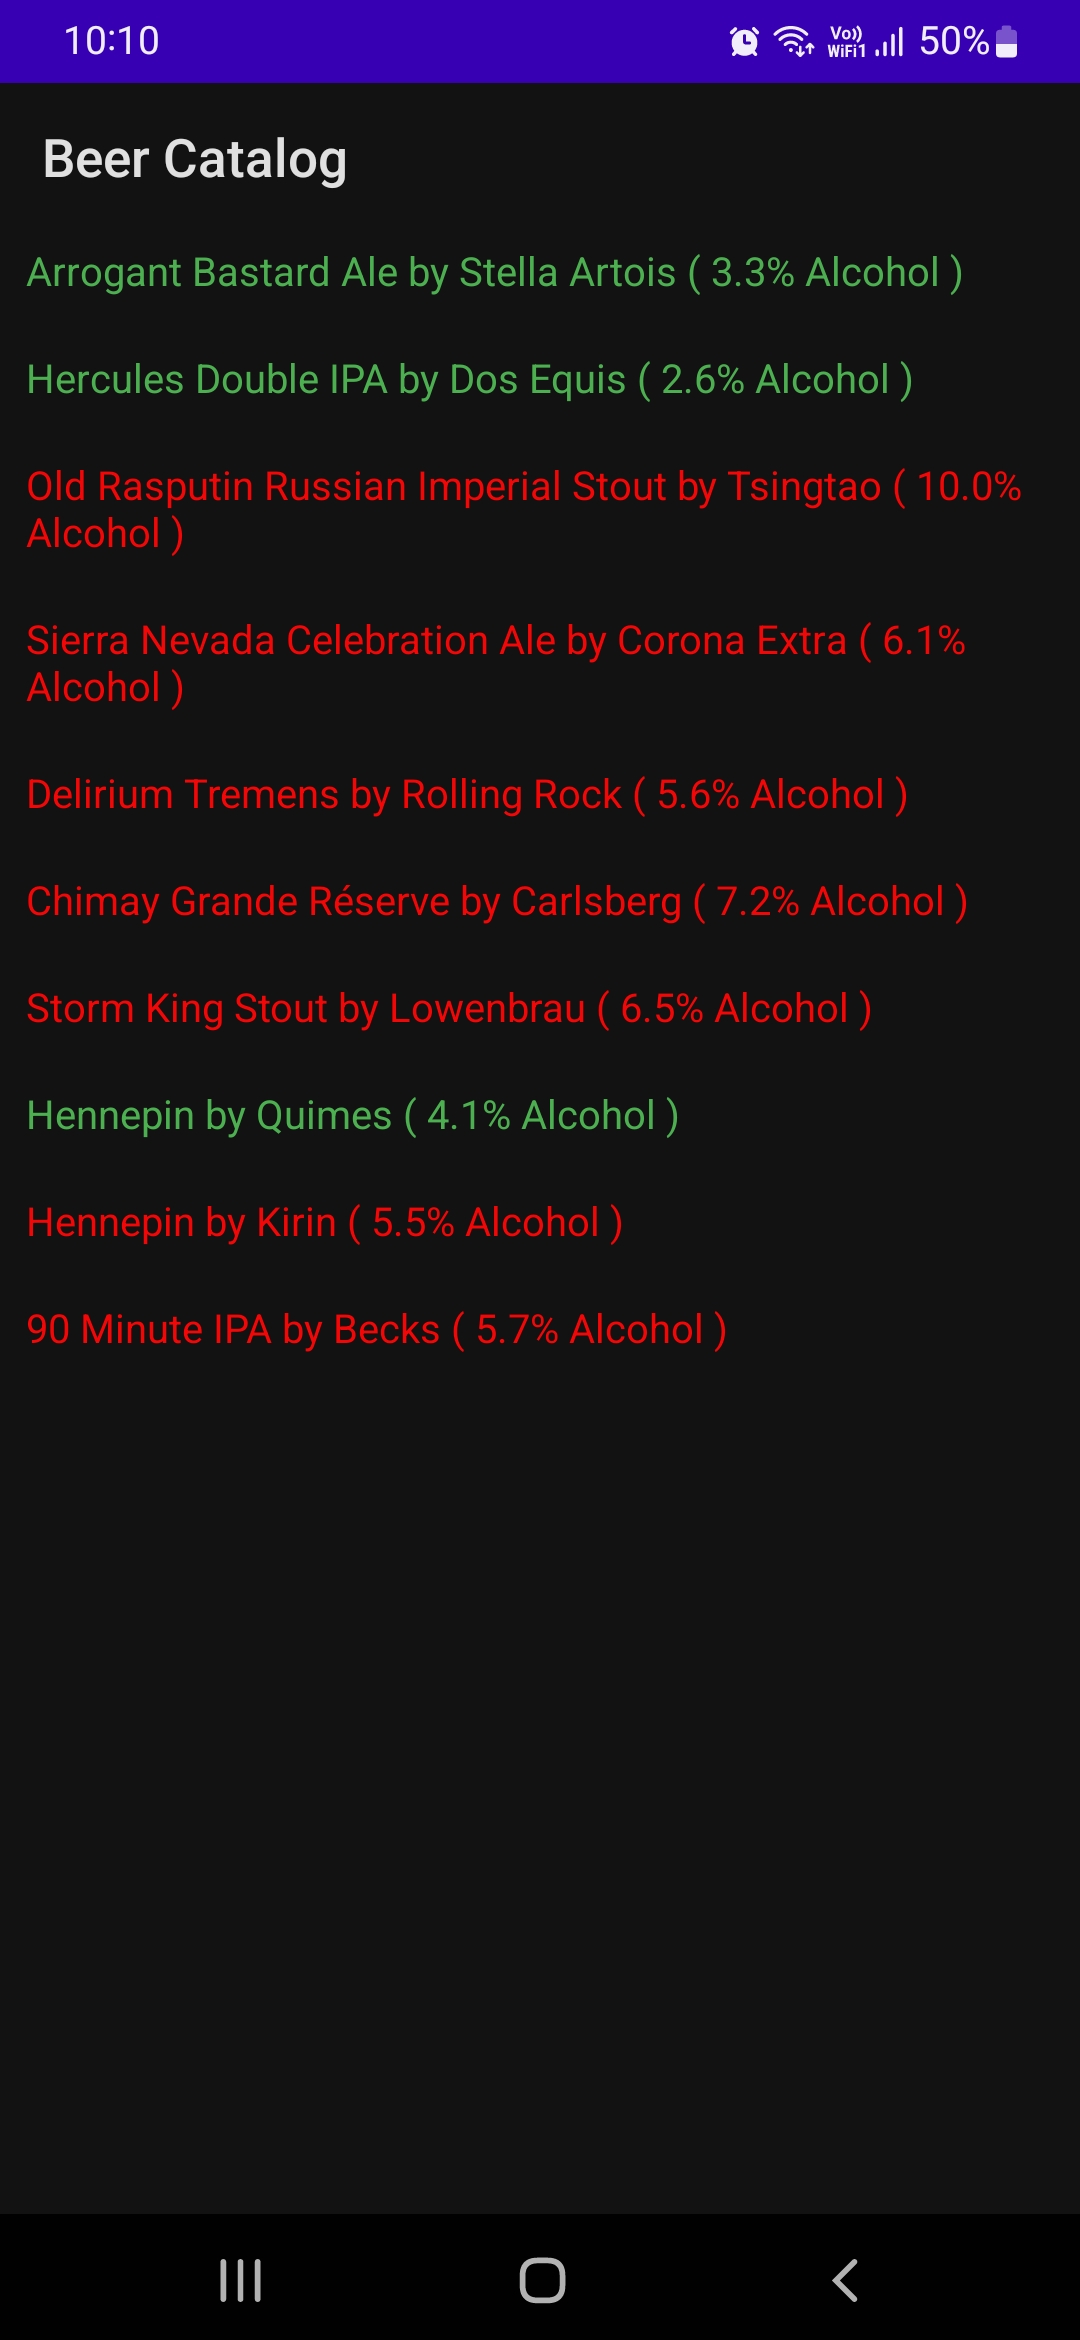 10:10
Vo))
WiFi1
50%
Beer Catalog
Arrogant Bastard Ale by Stella Artois ( 3.3% Alcohol )
Hercules Double IPA by Dos Equis ( 2.6% Alcohol )
Old Rasputin Russian Imperial Stout by Tsingtao ( 10.0%
Alcohol )
Sierra Nevada Celebration Ale by Corona Extra ( 6.1%
Alcohol )
Delirium Tremens by Rolling Rock ( 5.6% Alcohol )
Chimay Grande Réserve by Carlsberg ( 7.2% Alcohol )
Storm King Stout by Lowenbrau ( 6.5% Alcohol )
Hennepin by Quimes ( 4.1% Alcohol )
Hennepin by Kirin ( 5.5% Alcohol )
90 Minute IPA by Becks ( 5.7% Alcohol )